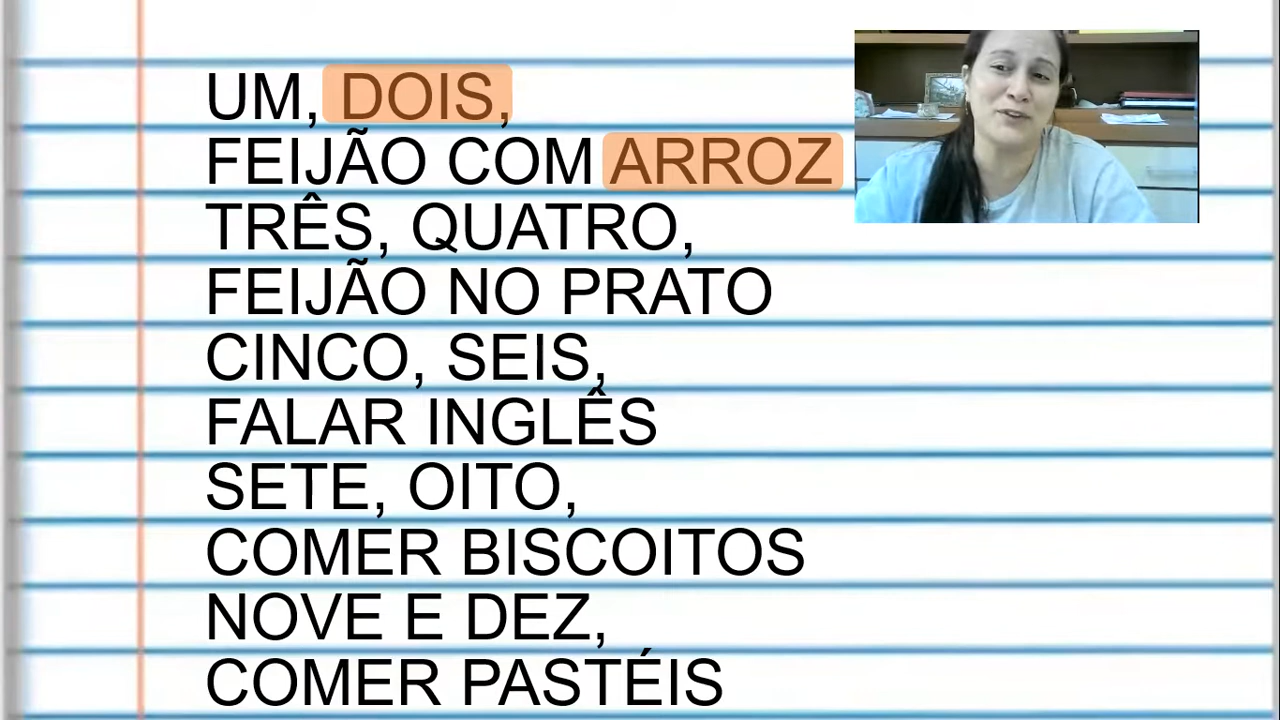 UM, DOIS,
FEIJÃO COM ARROZ
TRÊS, QUATRO,
FEIJÃO NO PRATO
CINCO, SEIS,
FALAR INGLÊS
SETE, OITO,
COMER BISCOITOS
NOVE E DEZ,
COMER PASTÉIS